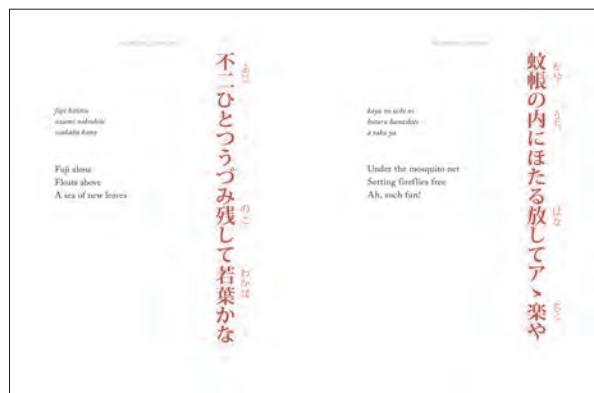 fuji hitotsu
uzumi nokoshite
wakaba kana
Fuji alone
Floats above
A sea of new leaves
不二ひとつうづみ残して若葉かな
ふじ
のこ
わかば
kaya no uchi ni
hotaru hanashite
a raku ya
Under the mosquito net
Setting fireflies free
Ah, such fun!
蚊帳の内にほたる放してアヽ楽や
かや
うち
はな
らく